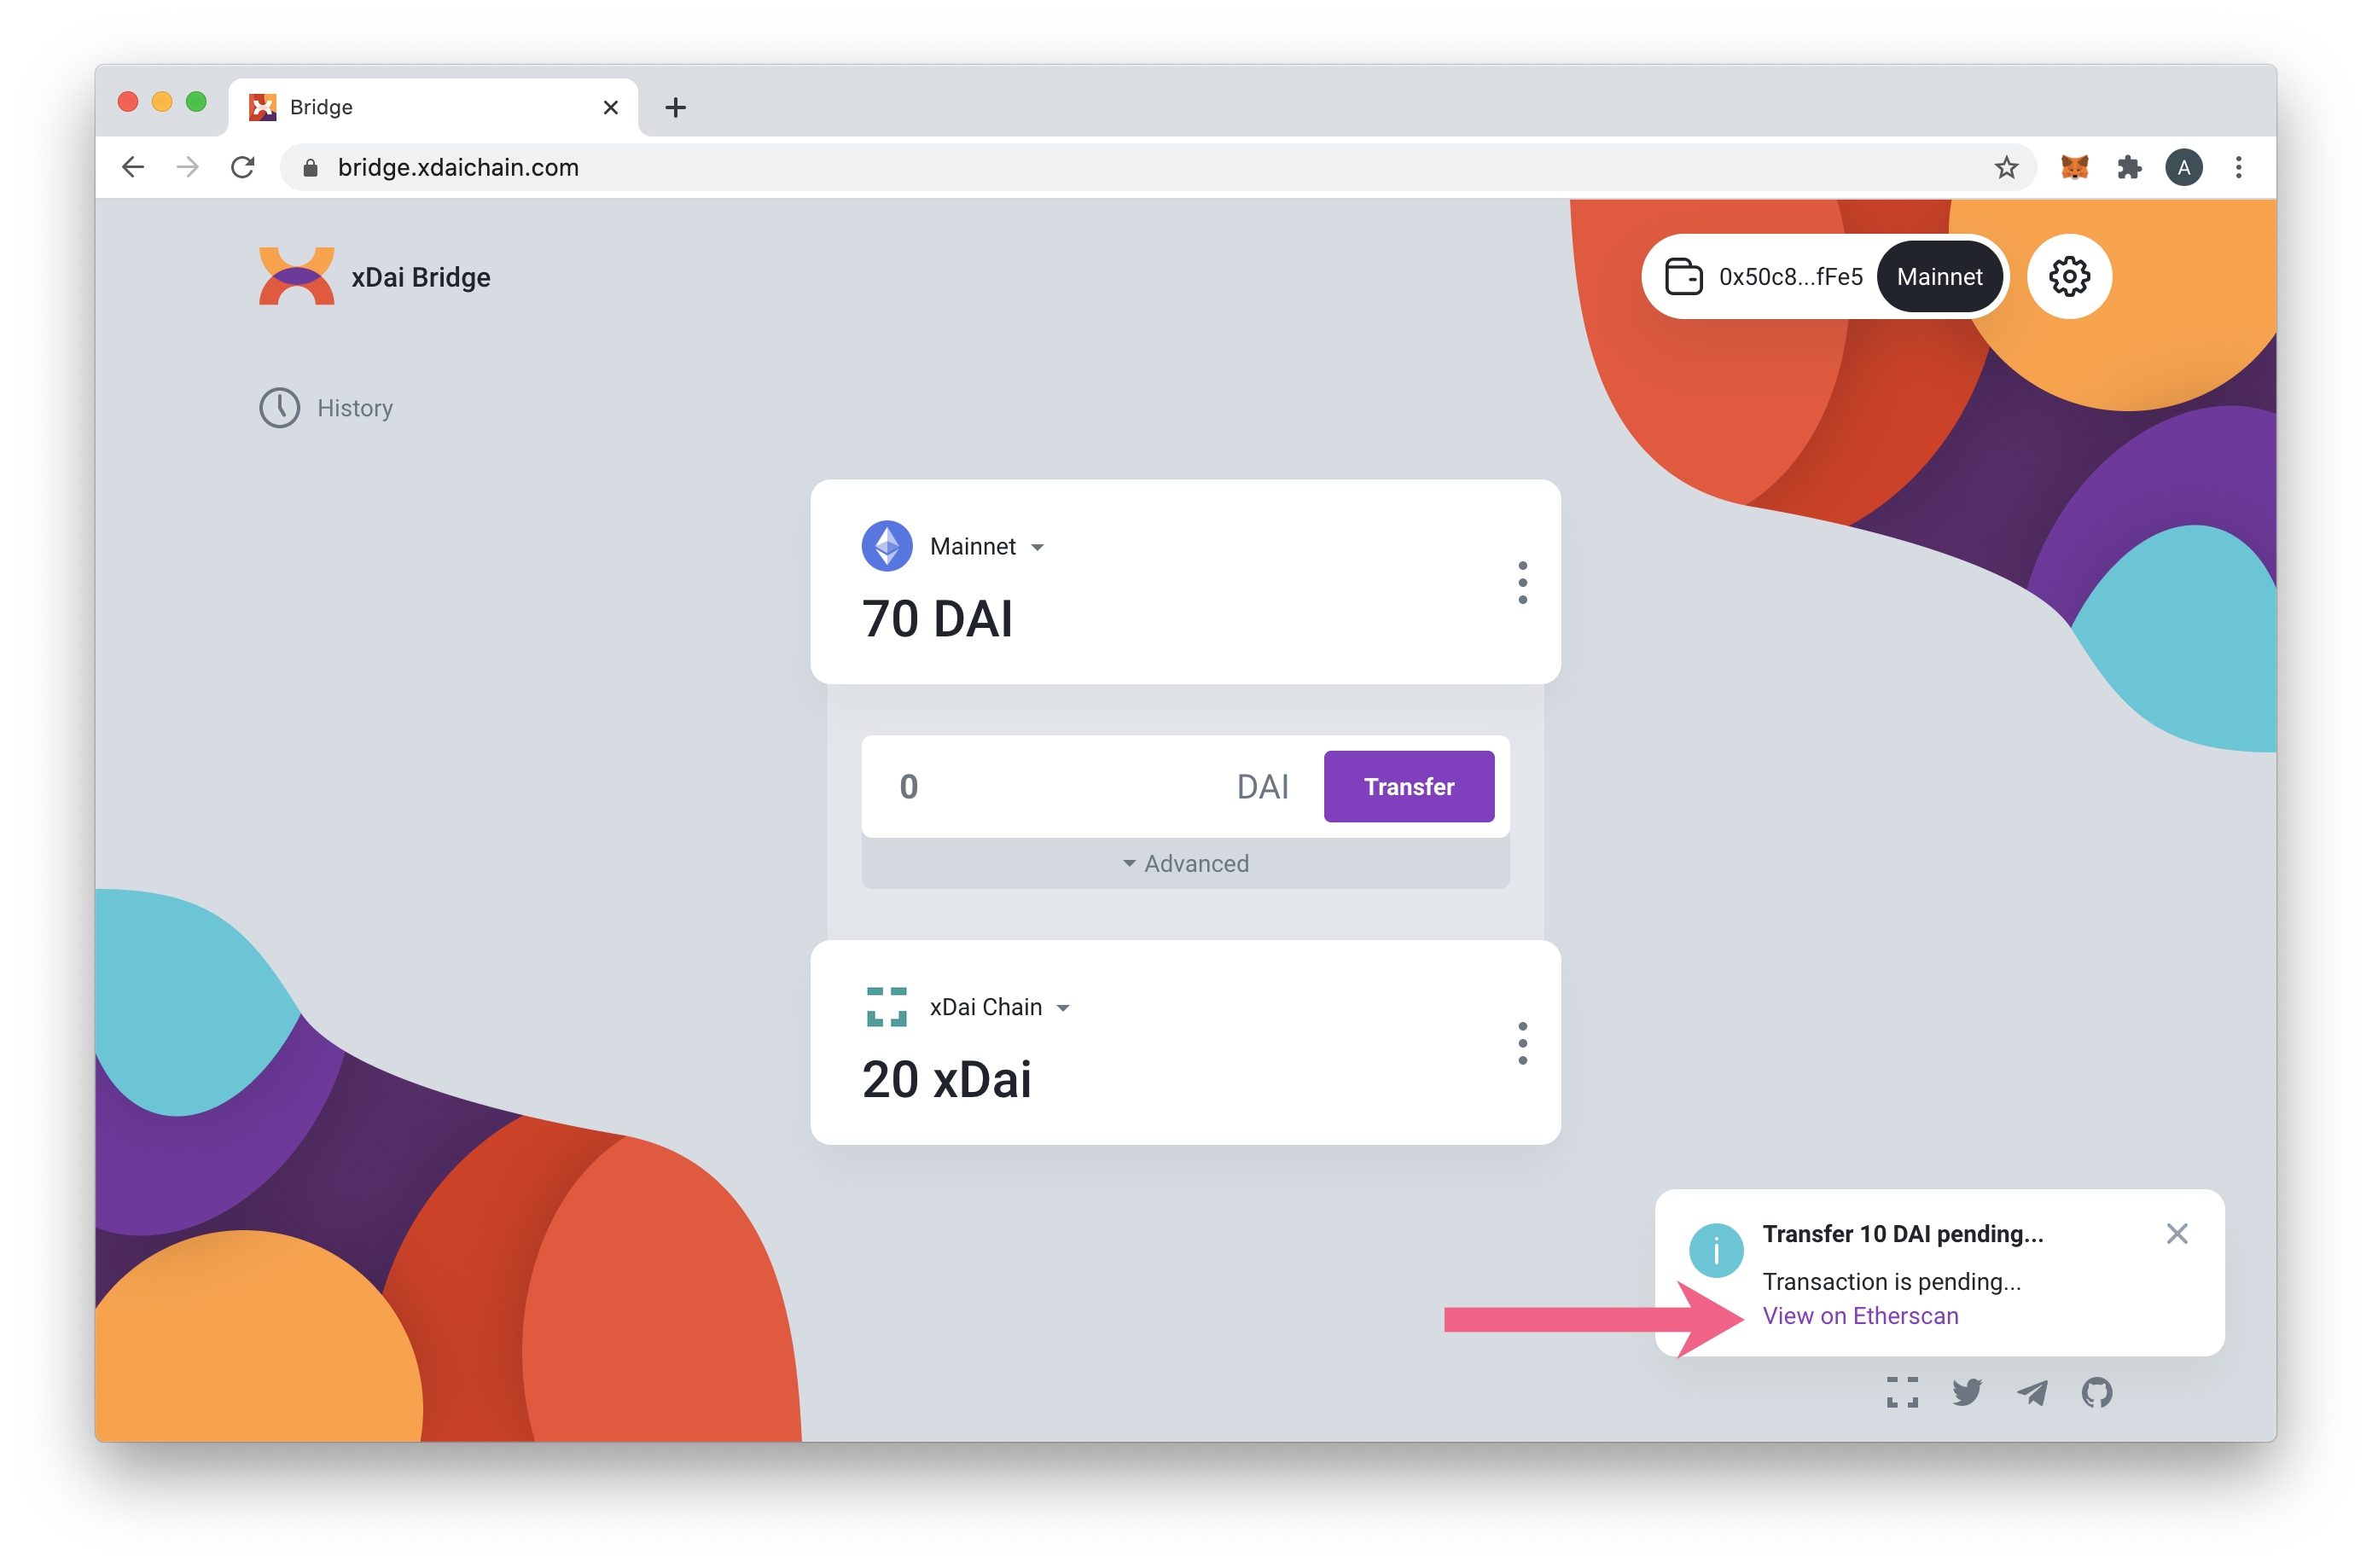 Bridge
bridge.xdaichain.com
A
xDai Bridge
0x50c8...fFe5
Mainnet
History
Mainnet
70 DAI
0
DAI
Transfer
Advanced
xDai Chain
20 xDai
Transfer 10 DAI pending...
Transaction is pending...
View on Etherscan